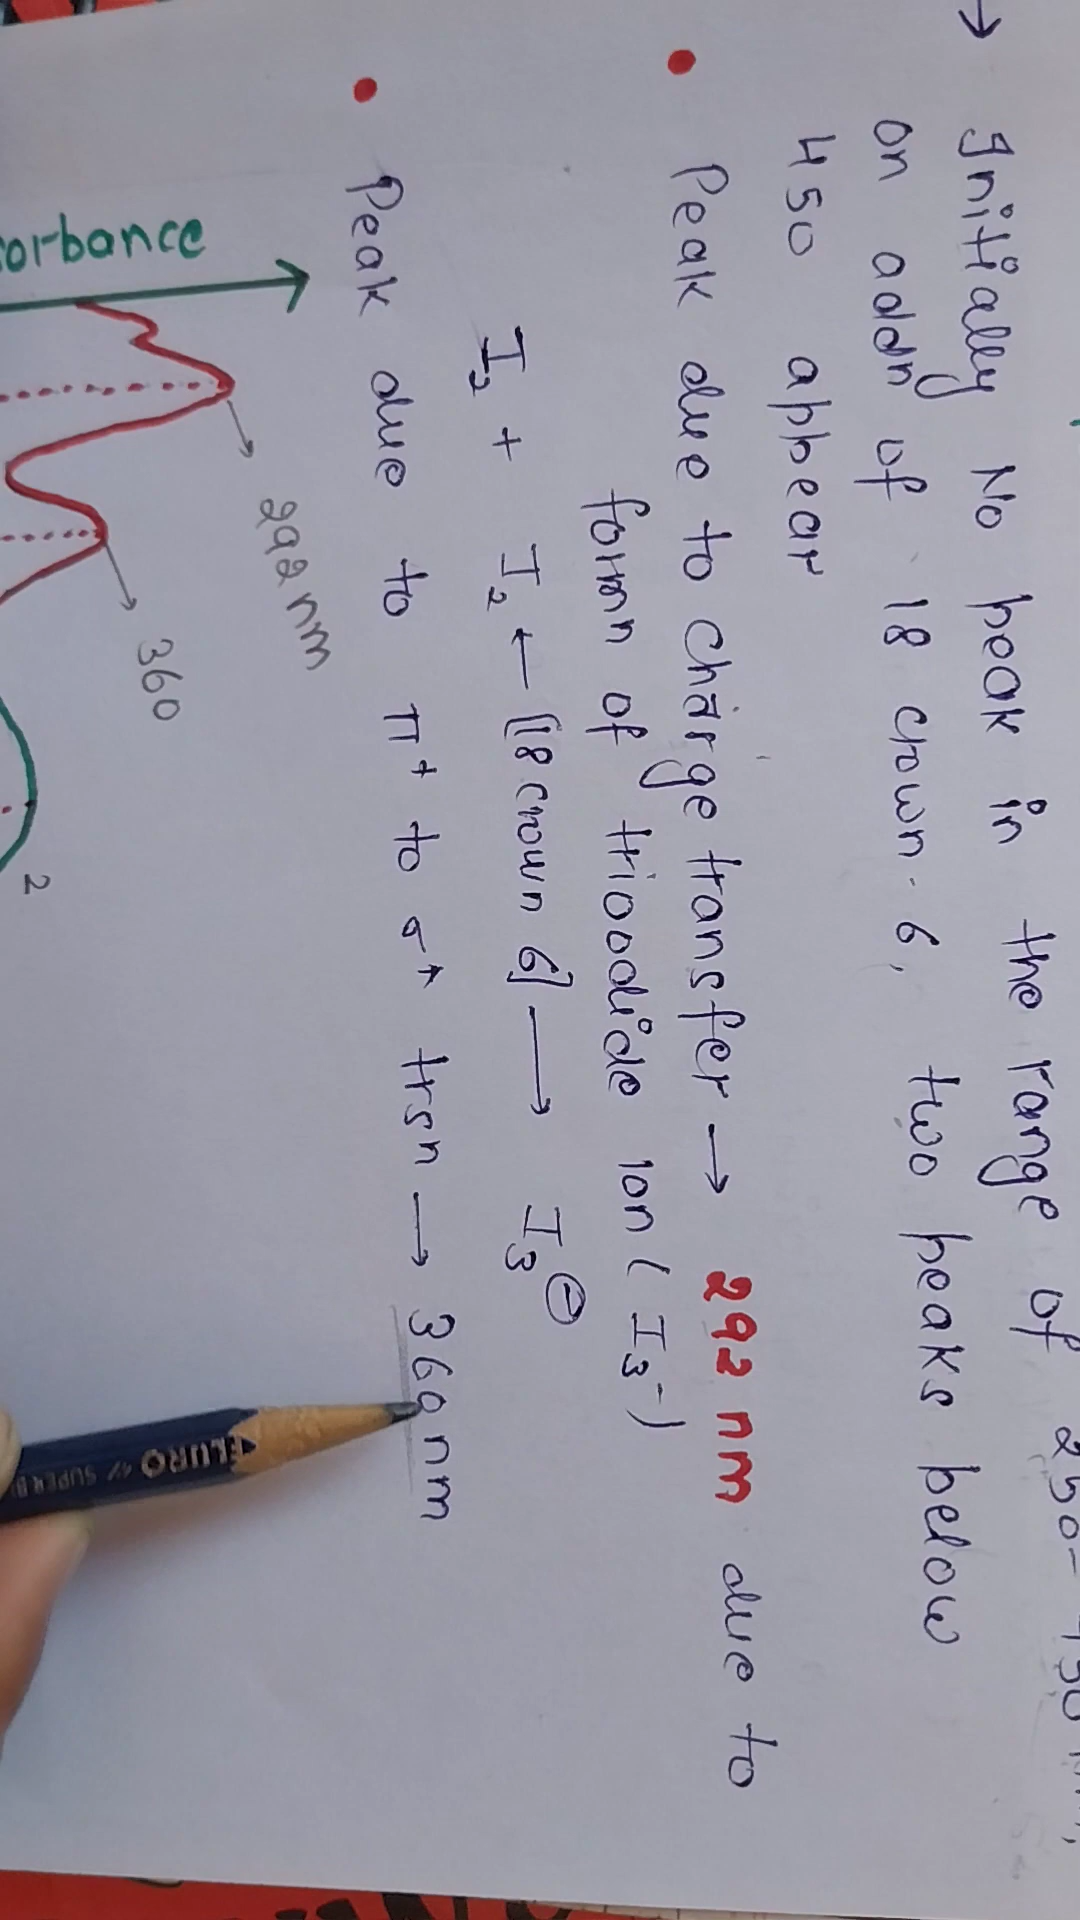 → Initially No peak in the range of 250-
on addn of 18 crown-6, two peaks below
450 appear
• Peak due to charge transfer → 292 nm due to
formn of triiodide ion (I₃⁻)
I₂ + I₂ ← [18 crown 6] → I₃⊖
• Peak due to π* to σ* trsn → 360 nm
orbance
292 nm
360
2
EURO
SUPER